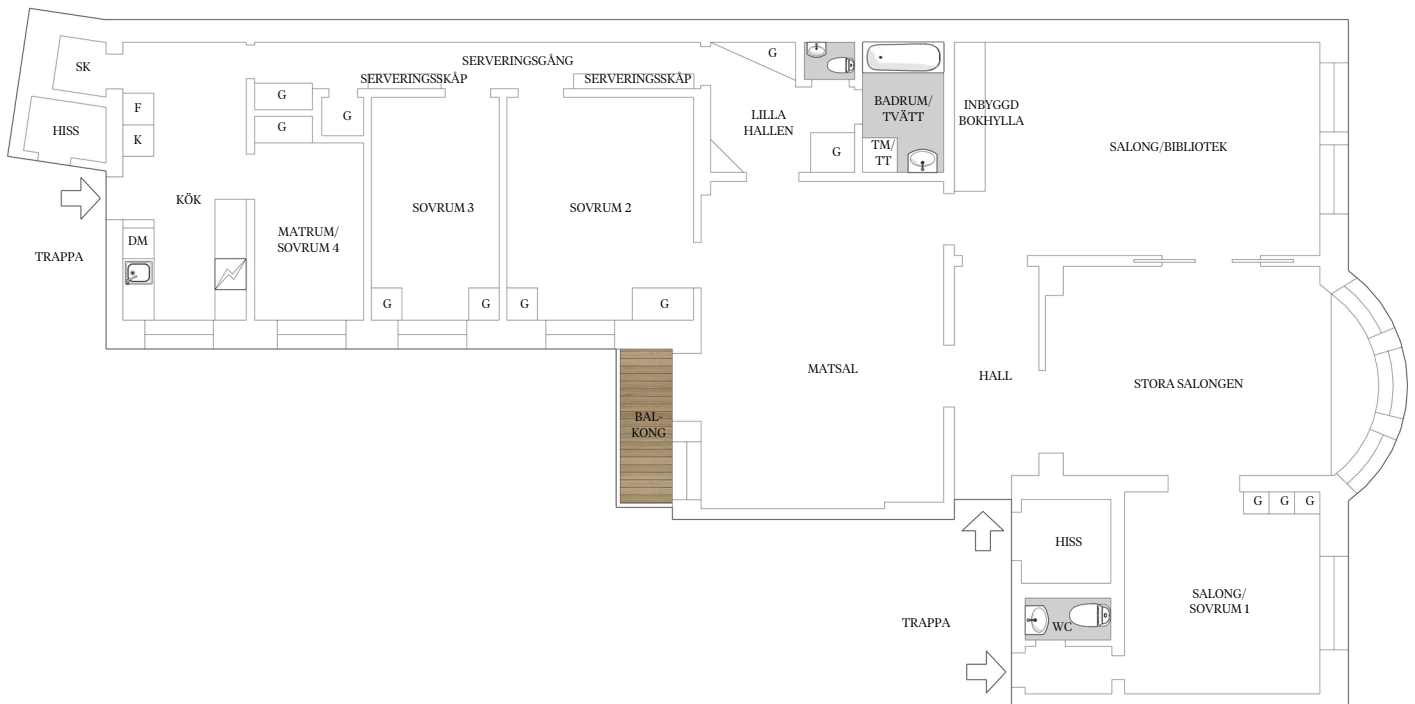 SK
HISS
F
K
KÖK
DM
TRAPPA
G
G
G
MATRUM/
SOVRUM 4
SERVERINGSGÅNG
SERVERINGSSKÅP
SERVERINGSSKÅP
SOVRUM 3
SOVRUM 2
G
G
G
G
G
LILLA
HALLEN
G
BADRUM/
TVÄTT
TM/
TT
INBYGGD
BOKHYLLA
SALONG/BIBLIOTEK
BAL-
KONG
MATSAL
HALL
STORA SALONGEN
G
G
G
HISS
SALONG/
SOVRUM 1
WC
TRAPPA